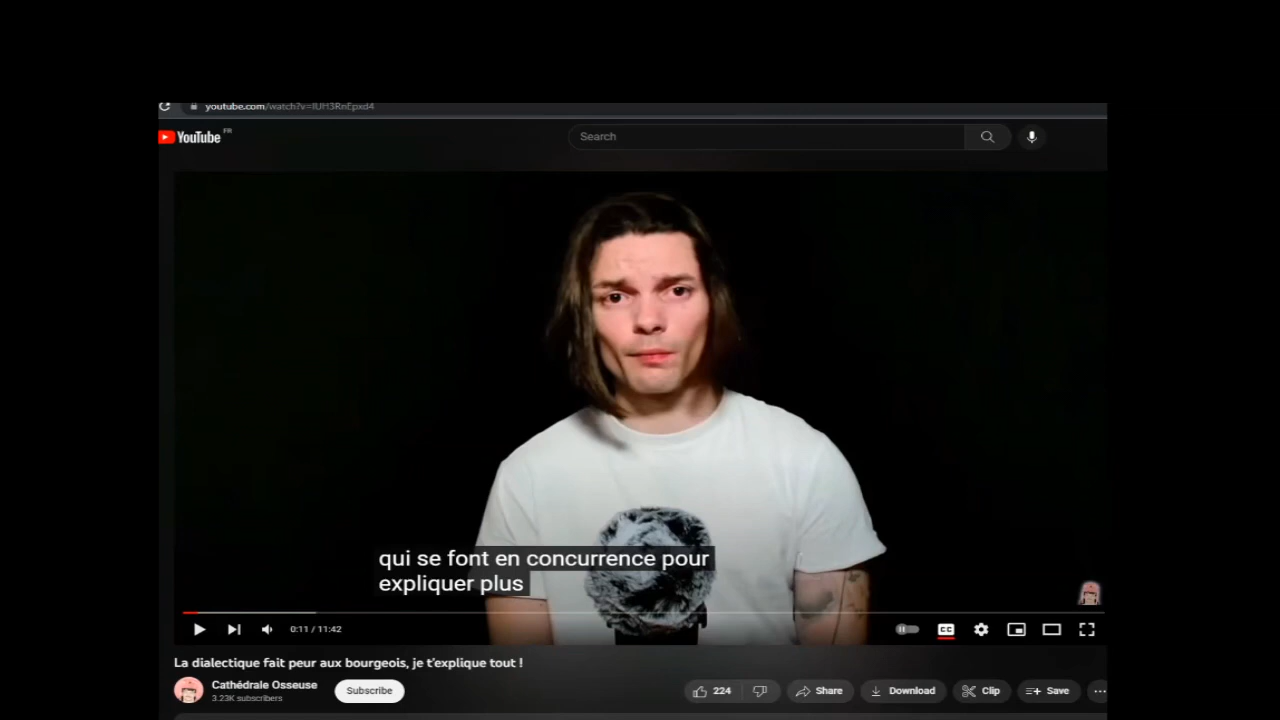 youtube.com/watch?v=
YouTube FR
Search
qui se font en concurrence pour
expliquer plus
0:11 / 11:42
CC
La dialectique fait peur aux bourgeois, je t'explique tout !
Cathédrale Osseuse
3.23K subscribers
Subscribe
224
Share
Download
Clip
Save